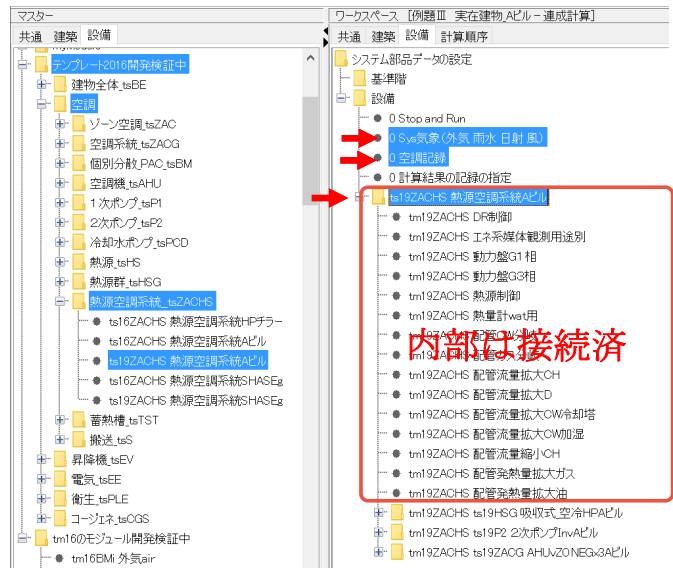 マスター
共通 建築 設備
テンプレート2016開発検証中
建物全体_tsBE
空調
ゾーン空調_tsZAC
空調系統_tsZACG
個別分散_PAC_tsBM
空調機_tsAHU
1次ポンプ_tsP1
2次ポンプ_tsP2
冷却水ポンプ_tsPCD
熱源_tsHS
熱源群_tsHSG
熱源空調系統_tsZACHS
ts16ZACHS 熱源空調系統HPチラー
ts16ZACHS 熱源空調系統Aビル
ts19ZACHS 熱源空調系統Aビル
ts16ZACHS 熱源空調系統SHASEg
ts19ZACHS 熱源空調系統SHASEg
蓄熱槽_tsTST
搬送_tsS
昇降機_tsEV
電気_tsEE
衛生_tsPLE
コージェネ_tsCGS
tm16のモジュール開発検証中
tm16BMi 外気air
ワークスペース [例題Ⅲ 実在建物_Aビル - 連成計算]
共通 建築 設備 計算順序
システム部品データの設定
基準階
設備
0 Stop and Run
0 Sys気象(外気 雨水 日射 風)
0 空調記録
0 計算結果の記録の指定
ts19ZACHS 熱源空調系統Aビル
tm19ZACHS DR制御
tm19ZACHS エネ系媒体観測用途別
tm19ZACHS 動力盤G1相
tm19ZACHS 動力盤G3相
tm19ZACHS 熱源制御
tm19ZACHS 熱量計wat用
内部は接続済
tm19ZACHS 配管流量拡大CH
tm19ZACHS 配管流量拡大D
tm19ZACHS 配管流量拡大CW冷却塔
tm19ZACHS 配管流量拡大CW加湿
tm19ZACHS 配管流量縮小CH
tm19ZACHS 配管発熱量拡大ガス
tm19ZACHS 配管発熱量拡大油
tm19ZACHS ts19HSG 吸収式_空冷HPAビル
tm19ZACHS ts19P2 2次ポンプInvAビル
tm19ZACHS ts19ZACG AHUvZONEGx3Aビル